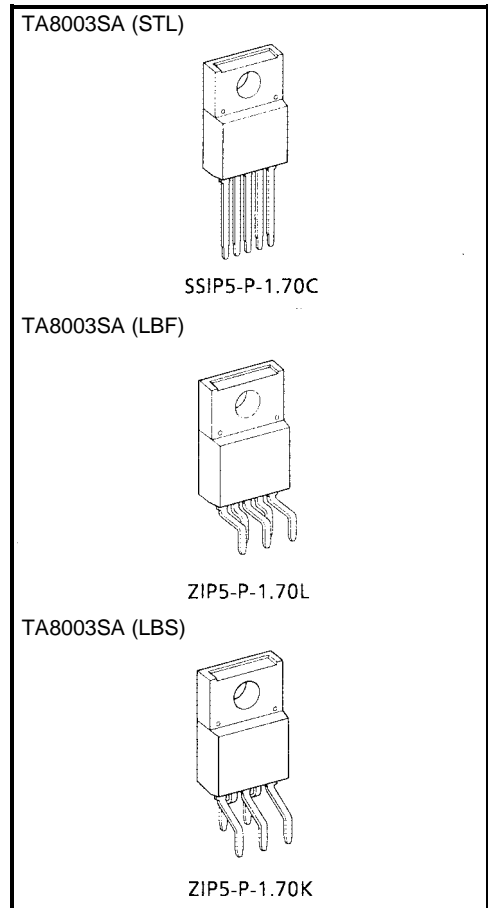 TA8003SA (STL)
SSIP5-P-1.70C
TA8003SA (LBF)
ZIP5-P-1.70L
TA8003SA (LBS)
ZIP5-P-1.70K